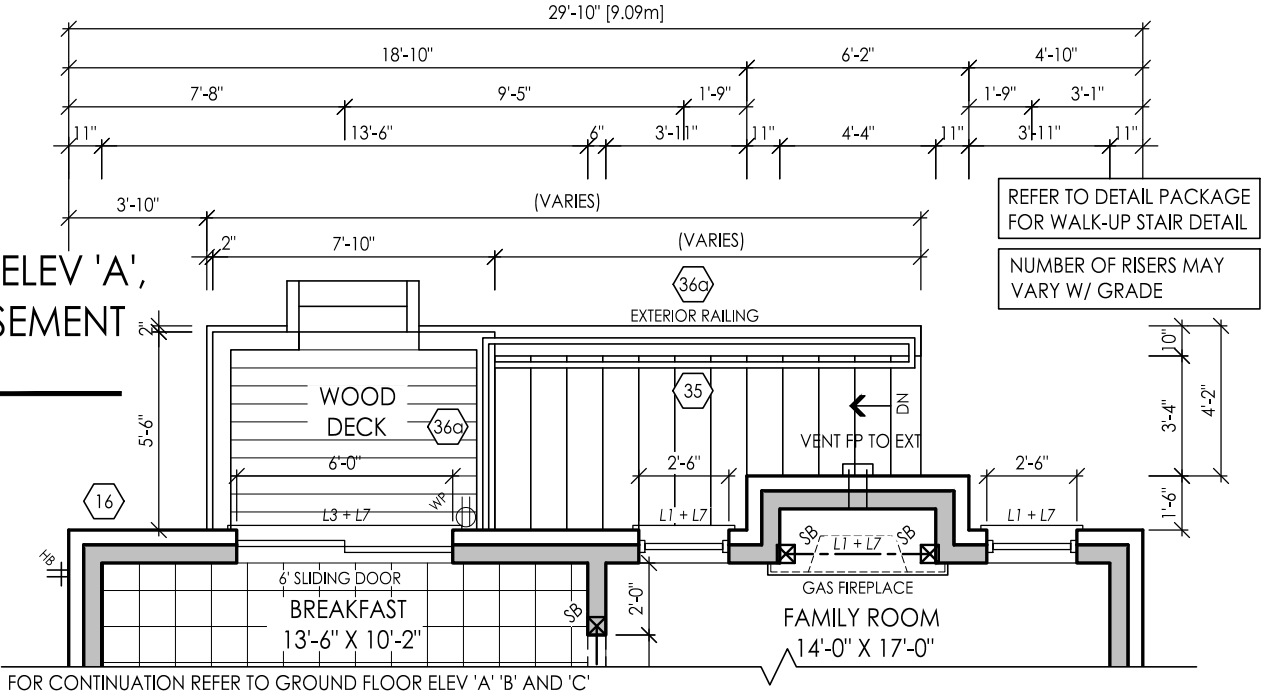 29'-10" [9.09m]
18'-10" 6'-2" 4'-10"
7'-8" 9'-5" 1'-9" 1'-9" 3'-1"
11" 13'-6" 6" 3'-11" 11" 4'-4" 11" 3'-11" 11"
3'-10" (VARIES)
2" 7'-10" (VARIES)
REFER TO DETAIL PACKAGE
FOR WALK-UP STAIR DETAIL
NUMBER OF RISERS MAY
VARY W/ GRADE
ELEV 'A',
SEMENT
36a
EXTERIOR RAILING
2"
5'-6"
WOOD
DECK
36a
35
DN
VENT FP TO EXT
10"
3'-4"
4'-2"
1'-6"
6'-0"
2'-6"
2'-6"
16
WP
L3 + L7
L1 + L7
L1 + L7
HB
SB
L1 + L7
SB
6' SLIDING DOOR
GAS FIREPLACE
BREAKFAST
13'-6" X 10'-2"
SB
2'-0"
FAMILY ROOM
14'-0" X 17'-0"
FOR CONTINUATION REFER TO GROUND FLOOR ELEV 'A' 'B' AND 'C'